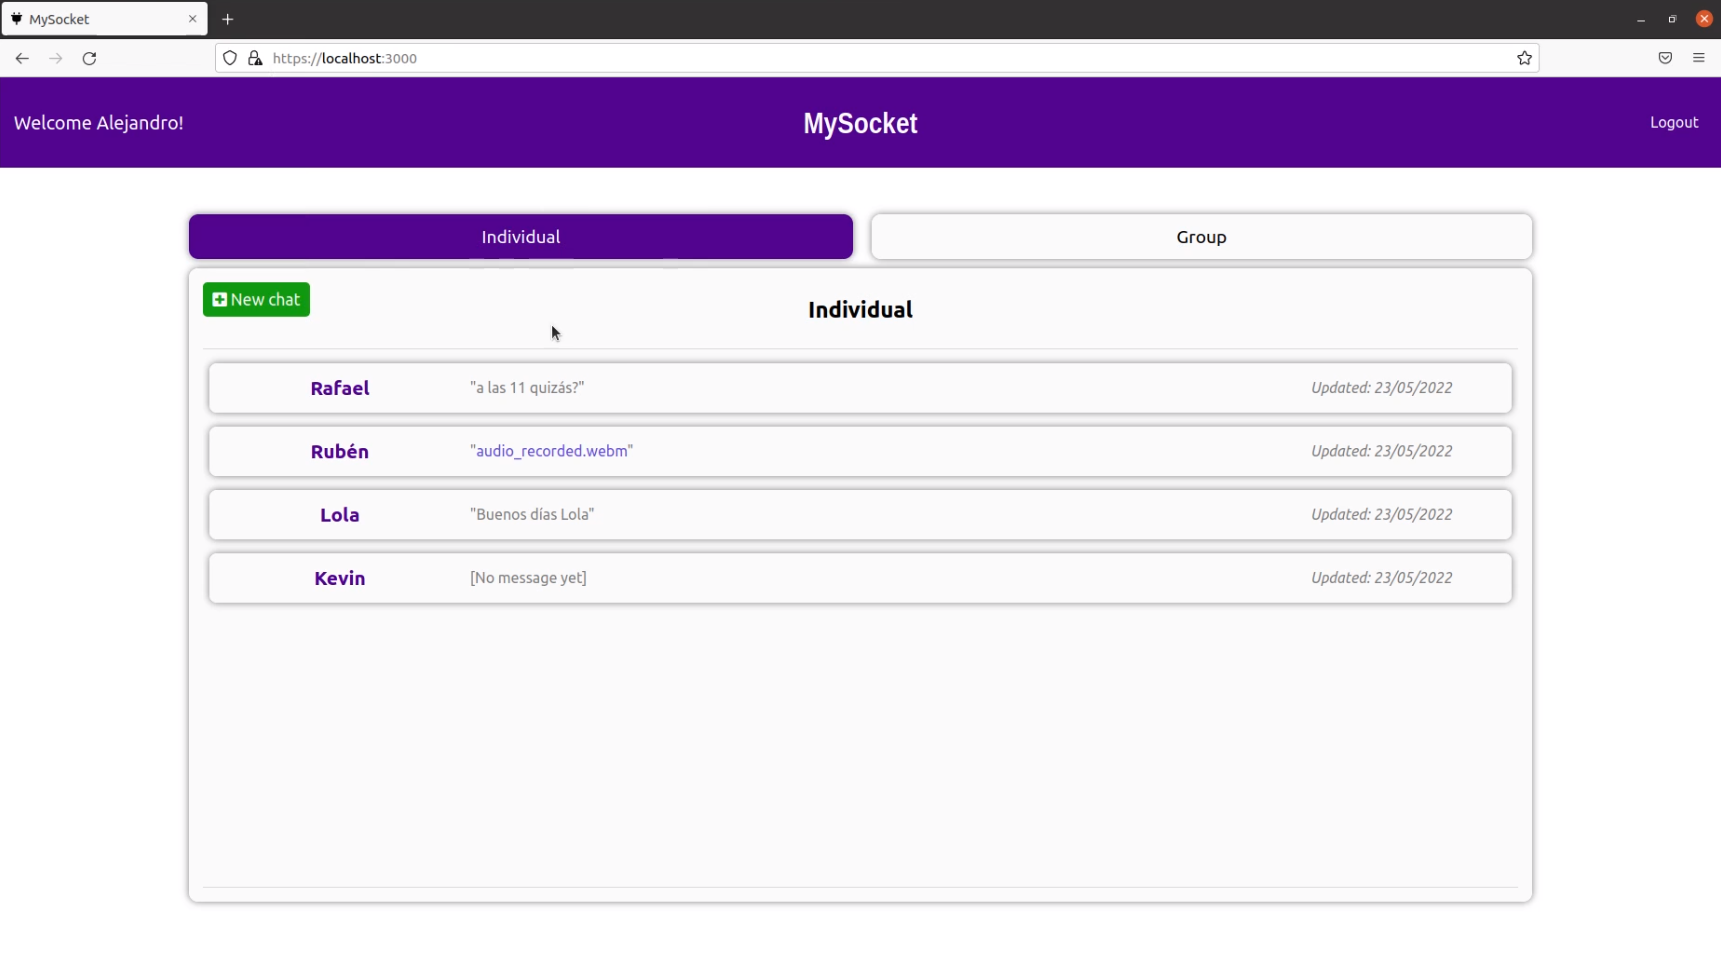 MySocket
https://localhost:3000
Welcome Alejandro!
MySocket
Logout
Individual
Group
New chat
Individual
Rafael "a las 11 quizás?" Updated: 23/05/2022
Rubén "audio_recorded.webm" Updated: 23/05/2022
Lola "Buenos días Lola" Updated: 23/05/2022
Kevin [No message yet] Updated: 23/05/2022